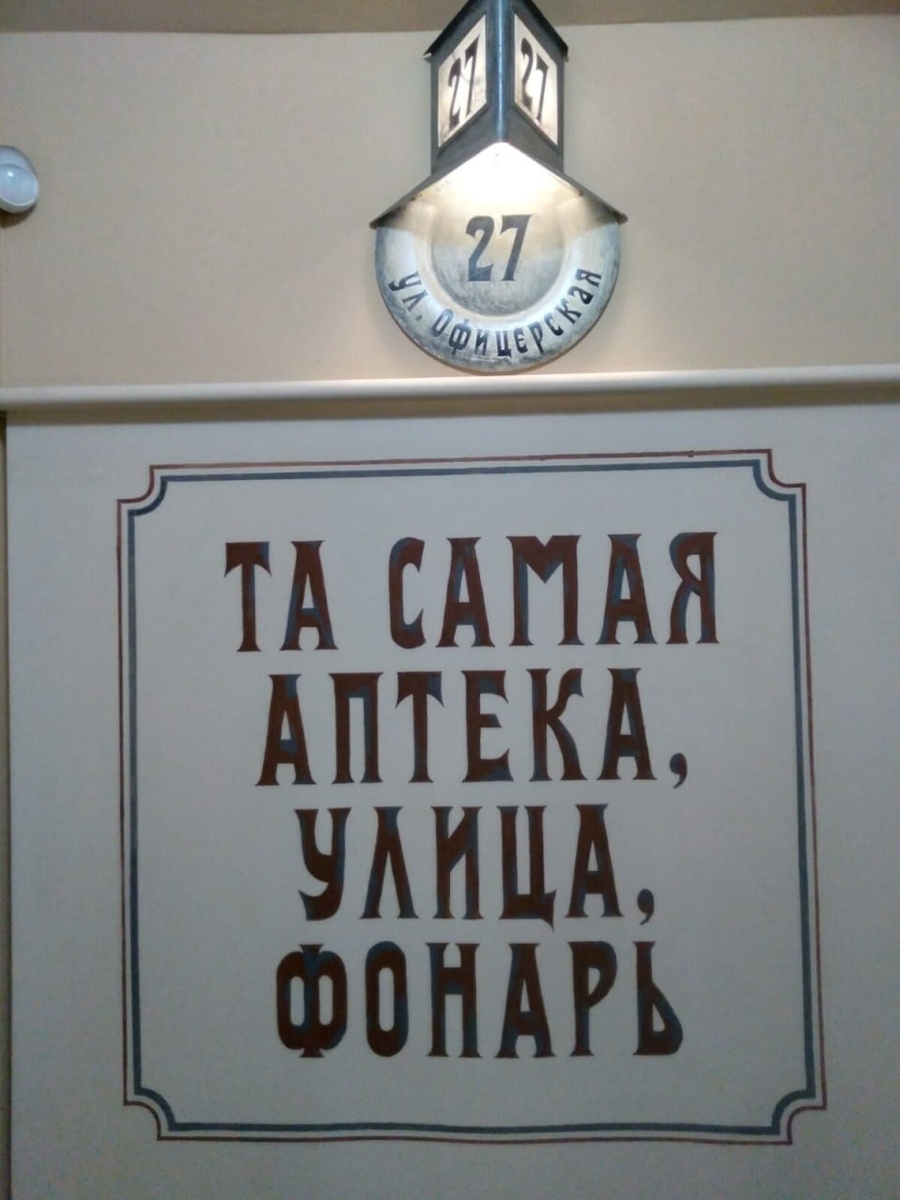 27 27
27
ул. Офицерская
ТА САМАЯ
АПТЕКА,
УЛИЦА,
ФОНАРЬ